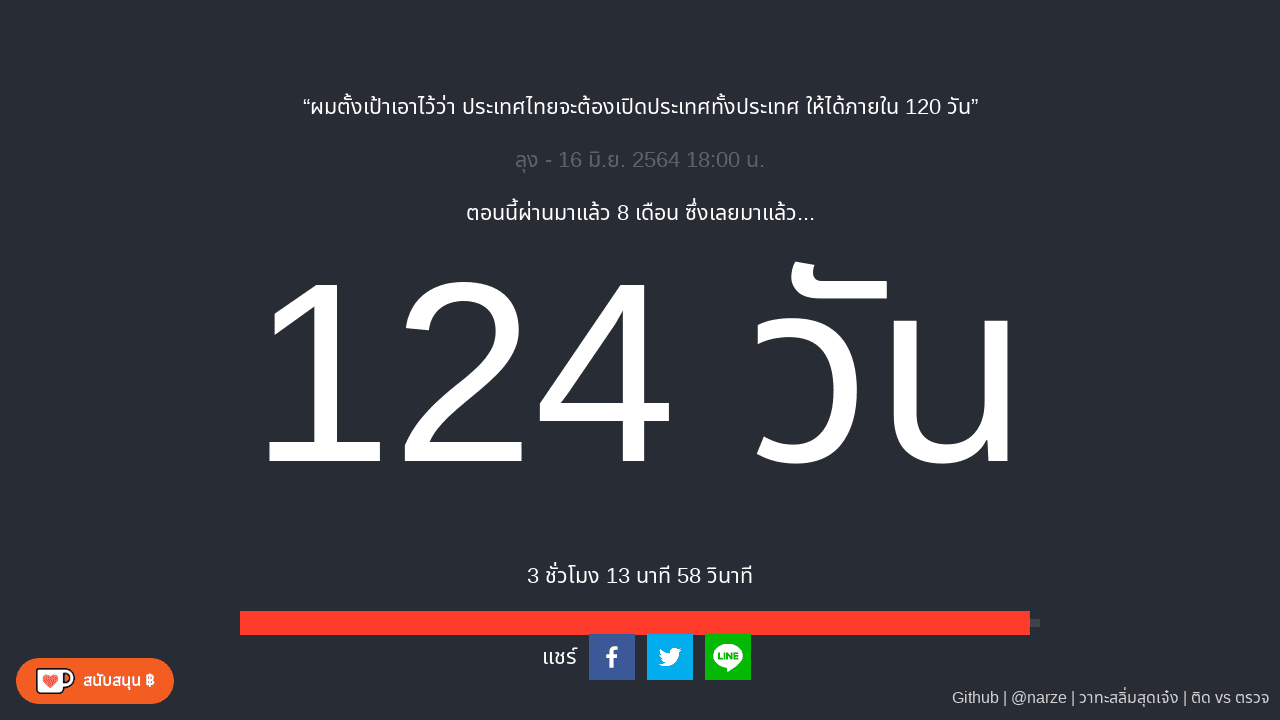 “ผมตั้งเป้าเอาไว้ว่า ประเทศไทยจะต้องเปิดประเทศทั้งประเทศ ให้ได้ภายใน 120 วัน”
ลุง - 16 มิ.ย. 2564 18:00 น.
ตอนนี้ผ่านมาแล้ว 8 เดือน ซึ่งเลยมาแล้ว...
124 วัน
3 ชั่วโมง 13 นาที 58 วินาที
แชร์
LINE
สนับสนุน ฿
Github | @narze | วาทะสลิ่มสุดเจ๋ง | ติด vs ตรวจ